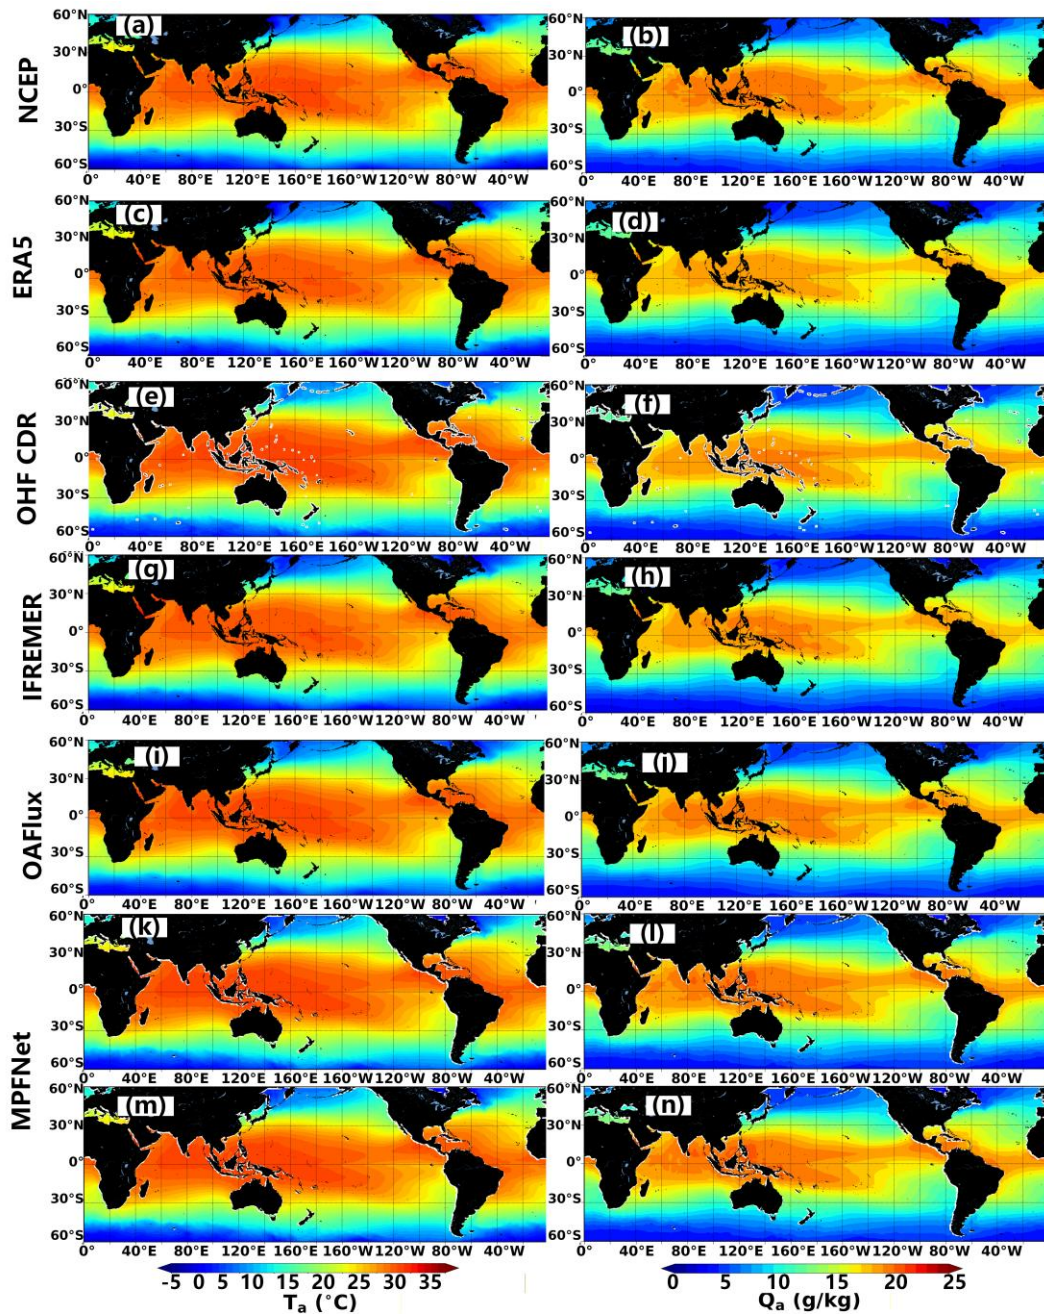 NCEP
(a)
60°N
30°N
0°
30°S
60°S
0° 40°E 80°E 120°E 160°E 160°W 120°W 80°W 40°W
(b)
60°N
30°N
0°
30°S
60°S
0° 40°E 80°E 120°E 160°E 160°W 120°W 80°W 40°W
ERA5
(c)
60°N
30°N
0°
30°S
60°S
0° 40°E 80°E 120°E 160°E 160°W 120°W 80°W 40°W
(d)
60°N
30°N
0°
30°S
60°S
0° 40°E 80°E 120°E 160°E 160°W 120°W 80°W 40°W
OHF CDR
(e)
60°N
30°N
0°
30°S
60°S
0° 40°E 80°E 120°E 160°E 160°W 120°W 80°W 40°W
(f)
60°N
30°N
0°
30°S
60°S
0° 40°E 80°E 120°E 160°E 160°W 120°W 80°W 40°W
IFREMER
(g)
60°N
30°N
0°
30°S
60°S
0° 40°E 80°E 120°E 160°E 160°W 120°W 80°W 40°W
(h)
60°N
30°N
0°
30°S
60°S
0° 40°E 80°E 120°E 160°E 160°W 120°W 80°W 40°W
OAFlux
(i)
60°N
30°N
0°
30°S
60°S
0° 40°E 80°E 120°E 160°E 160°W 120°W 80°W 40°W
(j)
60°N
30°N
0°
30°S
60°S
0° 40°E 80°E 120°E 160°E 160°W 120°W 80°W 40°W
MPFNet
(k)
60°N
30°N
0°
30°S
60°S
0° 40°E 80°E 120°E 160°E 160°W 120°W 80°W 40°W
(l)
60°N
30°N
0°
30°S
60°S
0° 40°E 80°E 120°E 160°E 160°W 120°W 80°W 40°W
(m)
60°N
30°N
0°
30°S
60°S
0° 40°E 80°E 120°E 160°E 160°W 120°W 80°W 40°W
(n)
60°N
30°N
0°
30°S
60°S
0° 40°E 80°E 120°E 160°E 160°W 120°W 80°W 40°W
-5 0 5 10 15 20 25 30 35
Ta (°C)
0 5 10 15 20 25
Qa (g/kg)